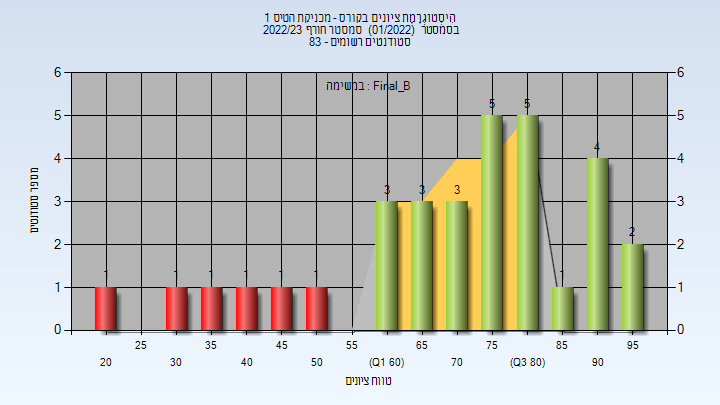 היסטוגרמת ציונים בקורס - מכניקת הטיס 1
בסמסטר (01/2022) סמסטר חורף 2022/23
סטודנטים רשומים - 83
במשימה : Final_B
מספר סטודנטים
6 6
5 5
4 4
3 3
2 2
1 1
0 0
1 1 1 1 1 1 3 3 3 5 5 1 4 2
25 35 45 55 65 75 85 95
20 30 40 50 (Q1 60) 70 (Q3 80) 90
טווח ציונים